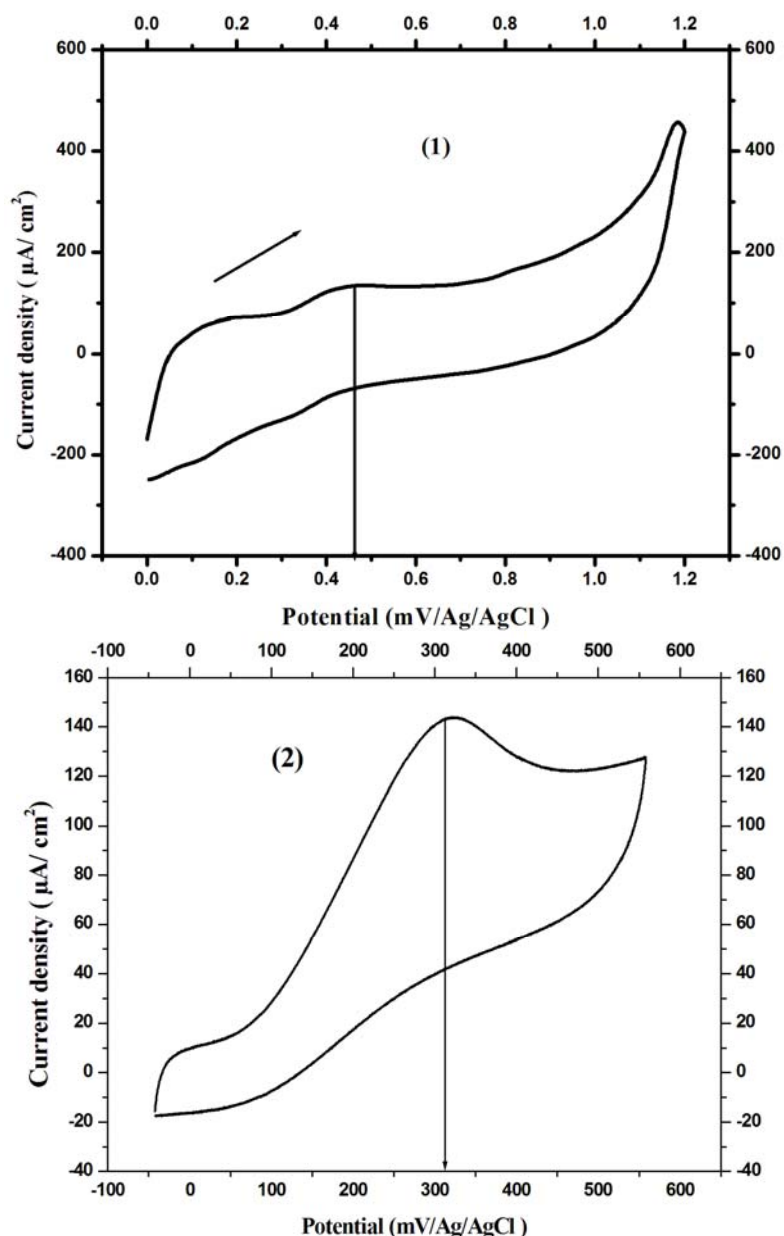 0.0 0.2 0.4 0.6 0.8 1.0 1.2
600 600
400 400
(1)
200 200
0 0
-200 -200
-400 -400
Current density ( µA/ cm²)
0.0 0.2 0.4 0.6 0.8 1.0 1.2
Potential (mV/Ag/AgCl )
-100 0 100 200 300 400 500 600
160 160
140 140
(2)
120 120
100 100
80 80
60 60
40 40
20 20
0 0
-20 -20
-40 -40
Current density ( µA/ cm²)
-100 0 100 200 300 400 500 600
Potential (mV/Ag/AgCl)